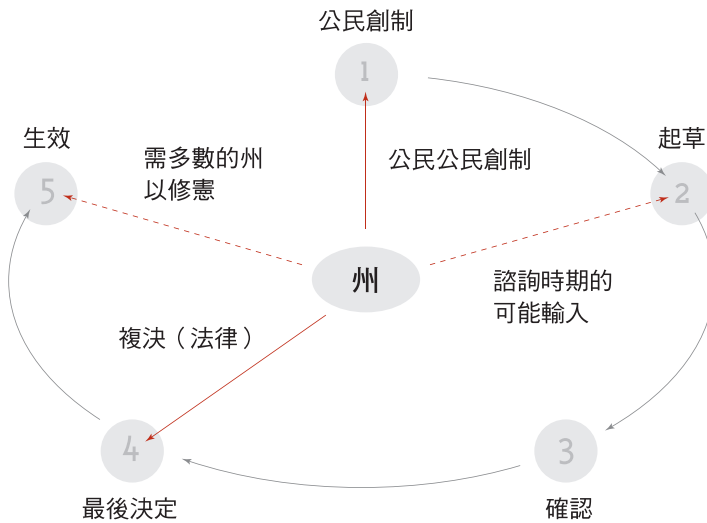 公民創制
1
生效
需多數的州
以修憲
公民公民創制
起草
5
2
州
諮詢時期的
可能輸入
複決（法律）
4
3
最後決定
確認